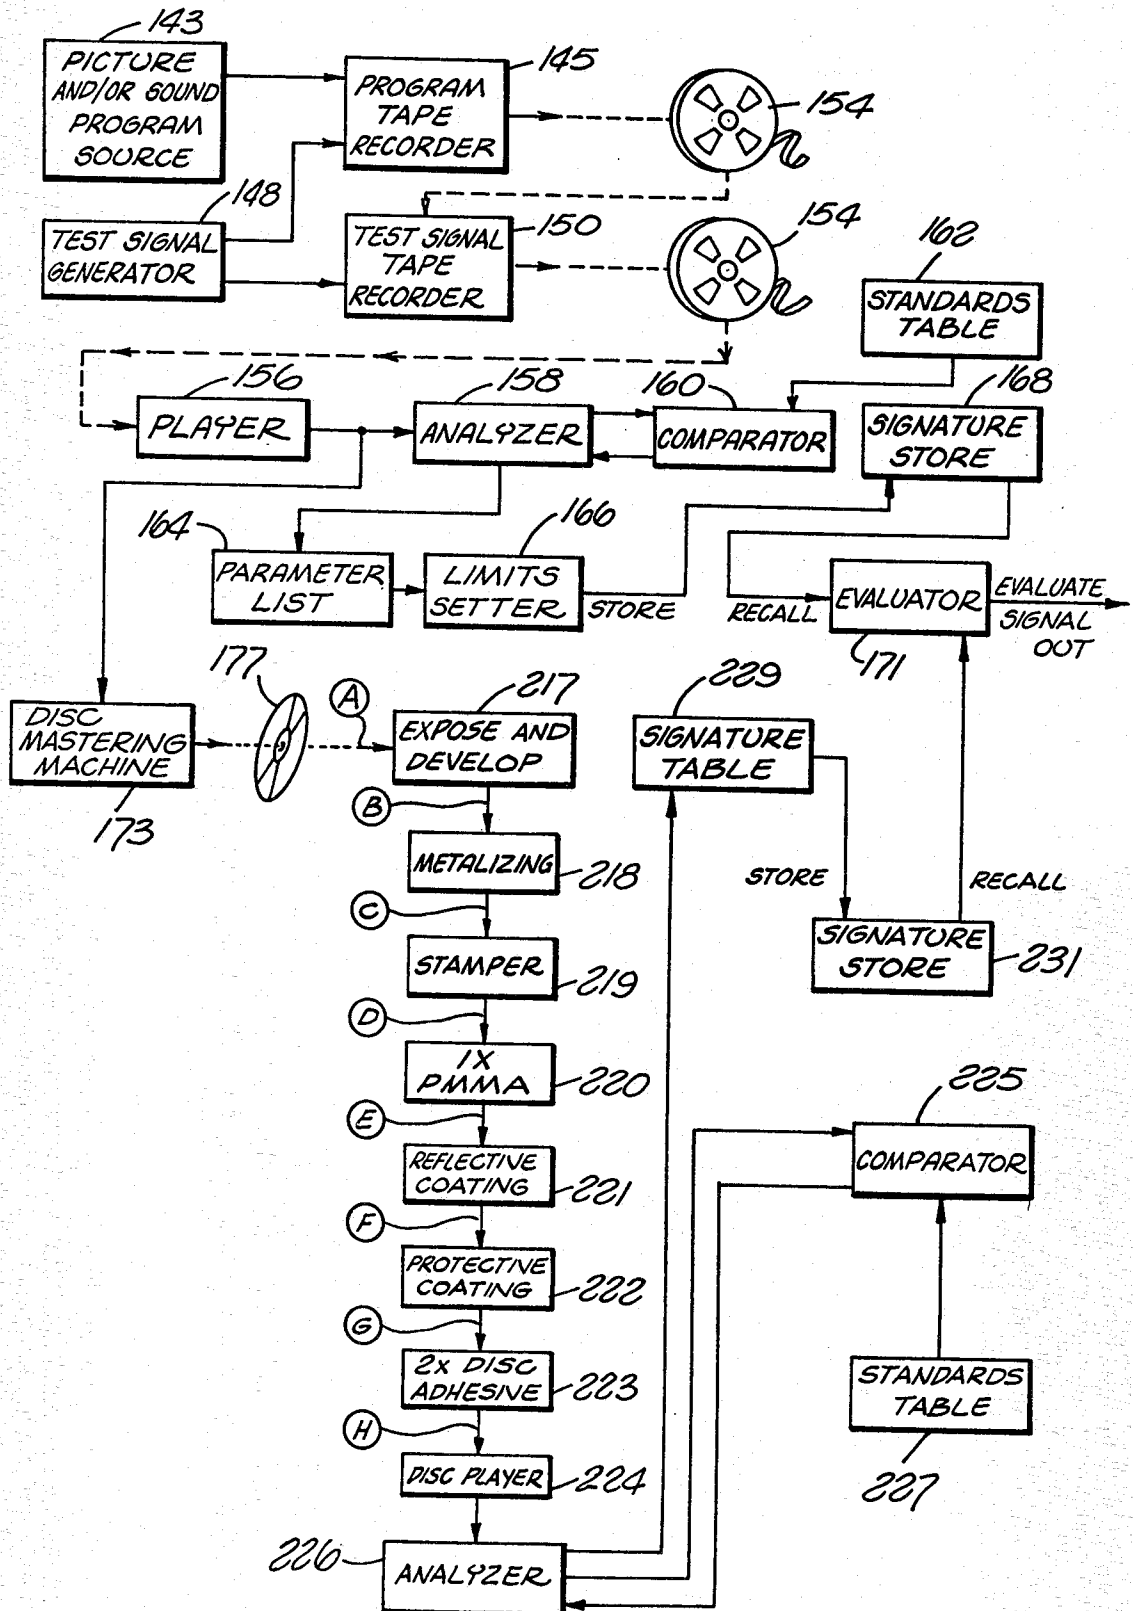 143
PICTURE
AND/OR SOUND
PROGRAM
SOURCE
145
PROGRAM
TAPE
RECORDER
154
148
TEST SIGNAL
GENERATOR
150
TEST SIGNAL
TAPE
RECORDER
154
162
STANDARDS
TABLE
156
PLAYER
158
ANALYZER
160
COMPARATOR
168
SIGNATURE
STORE
164
PARAMETER
LIST
166
LIMITS
SETTER
STORE
RECALL
EVALUATOR
171
EVALUATE
SIGNAL
OUT
DISC
MASTERING
MACHINE
173
177
A
217
EXPOSE AND
DEVELOP
229
SIGNATURE
TABLE
B
METALIZING
218
STORE
RECALL
C
STAMPER
219
SIGNATURE
STORE
231
D
1X
PMMA
220
225
COMPARATOR
E
REFLECTIVE
COATING
221
F
PROTECTIVE
COATING
222
G
2X DISC
ADHESIVE
223
STANDARDS
TABLE
227
H
DISC PLAYER
224
226
ANALYZER